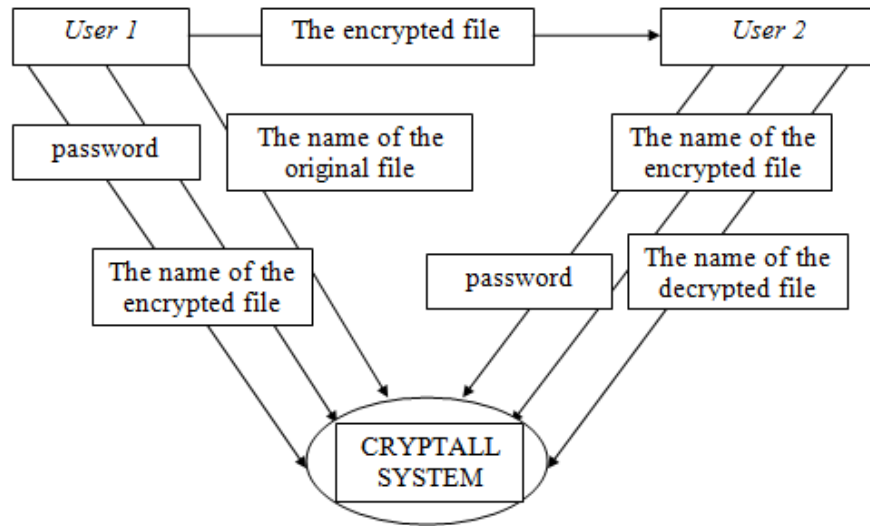 User 1
The encrypted file
User 2
password
The name of the
original file
The name of the
encrypted file
The name of the
encrypted file
password
The name of the
decrypted file
CRYPTALL
SYSTEM